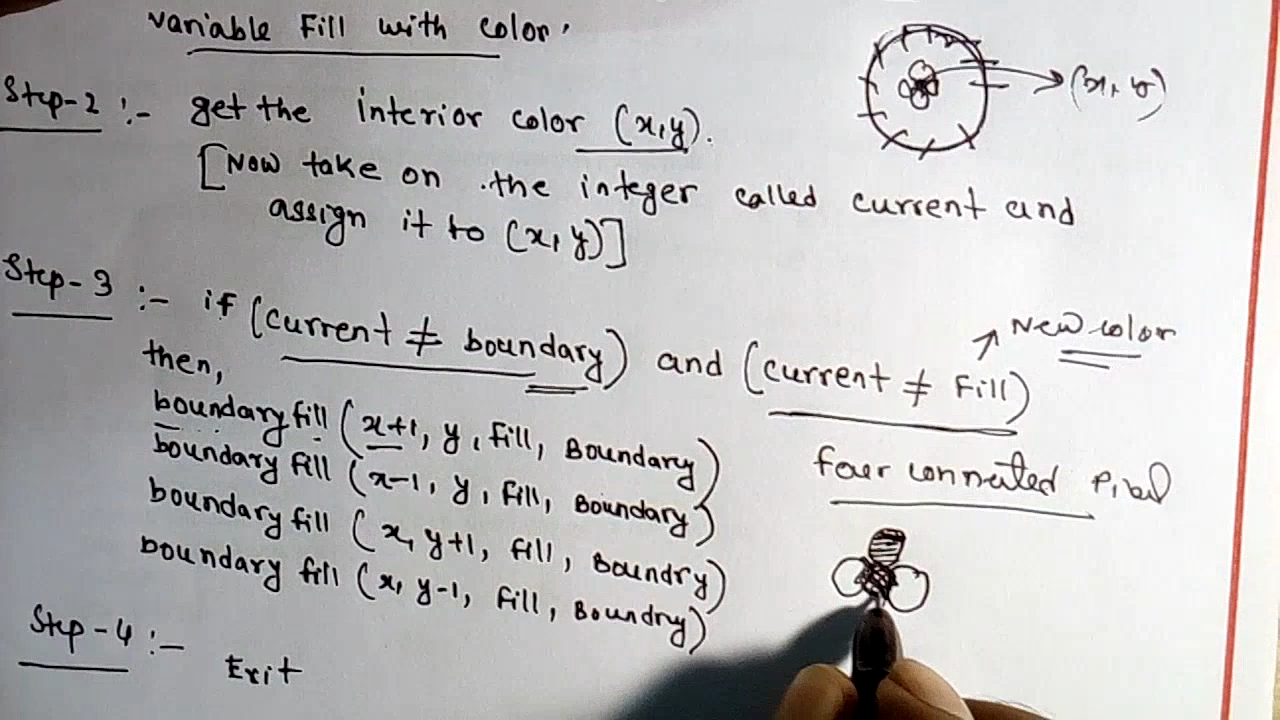 variable Fill with color.
Step-2 :- get the interior color (x,y).
[Now take on the integer called current and
assign it to (x,y)]
(x,y)
Step-3 :- if (current ≠ boundary) and (current ≠ Fill)
New color
then,
boundary fill (x+1, y, Fill, Boundary)
boundary fill (x-1, y, Fill, Boundary)
boundary fill (x, y+1, Fill, Boundry)
boundary fill (x, y-1, Fill, Boundry)
four connected Pixel
Step-4 :- Exit